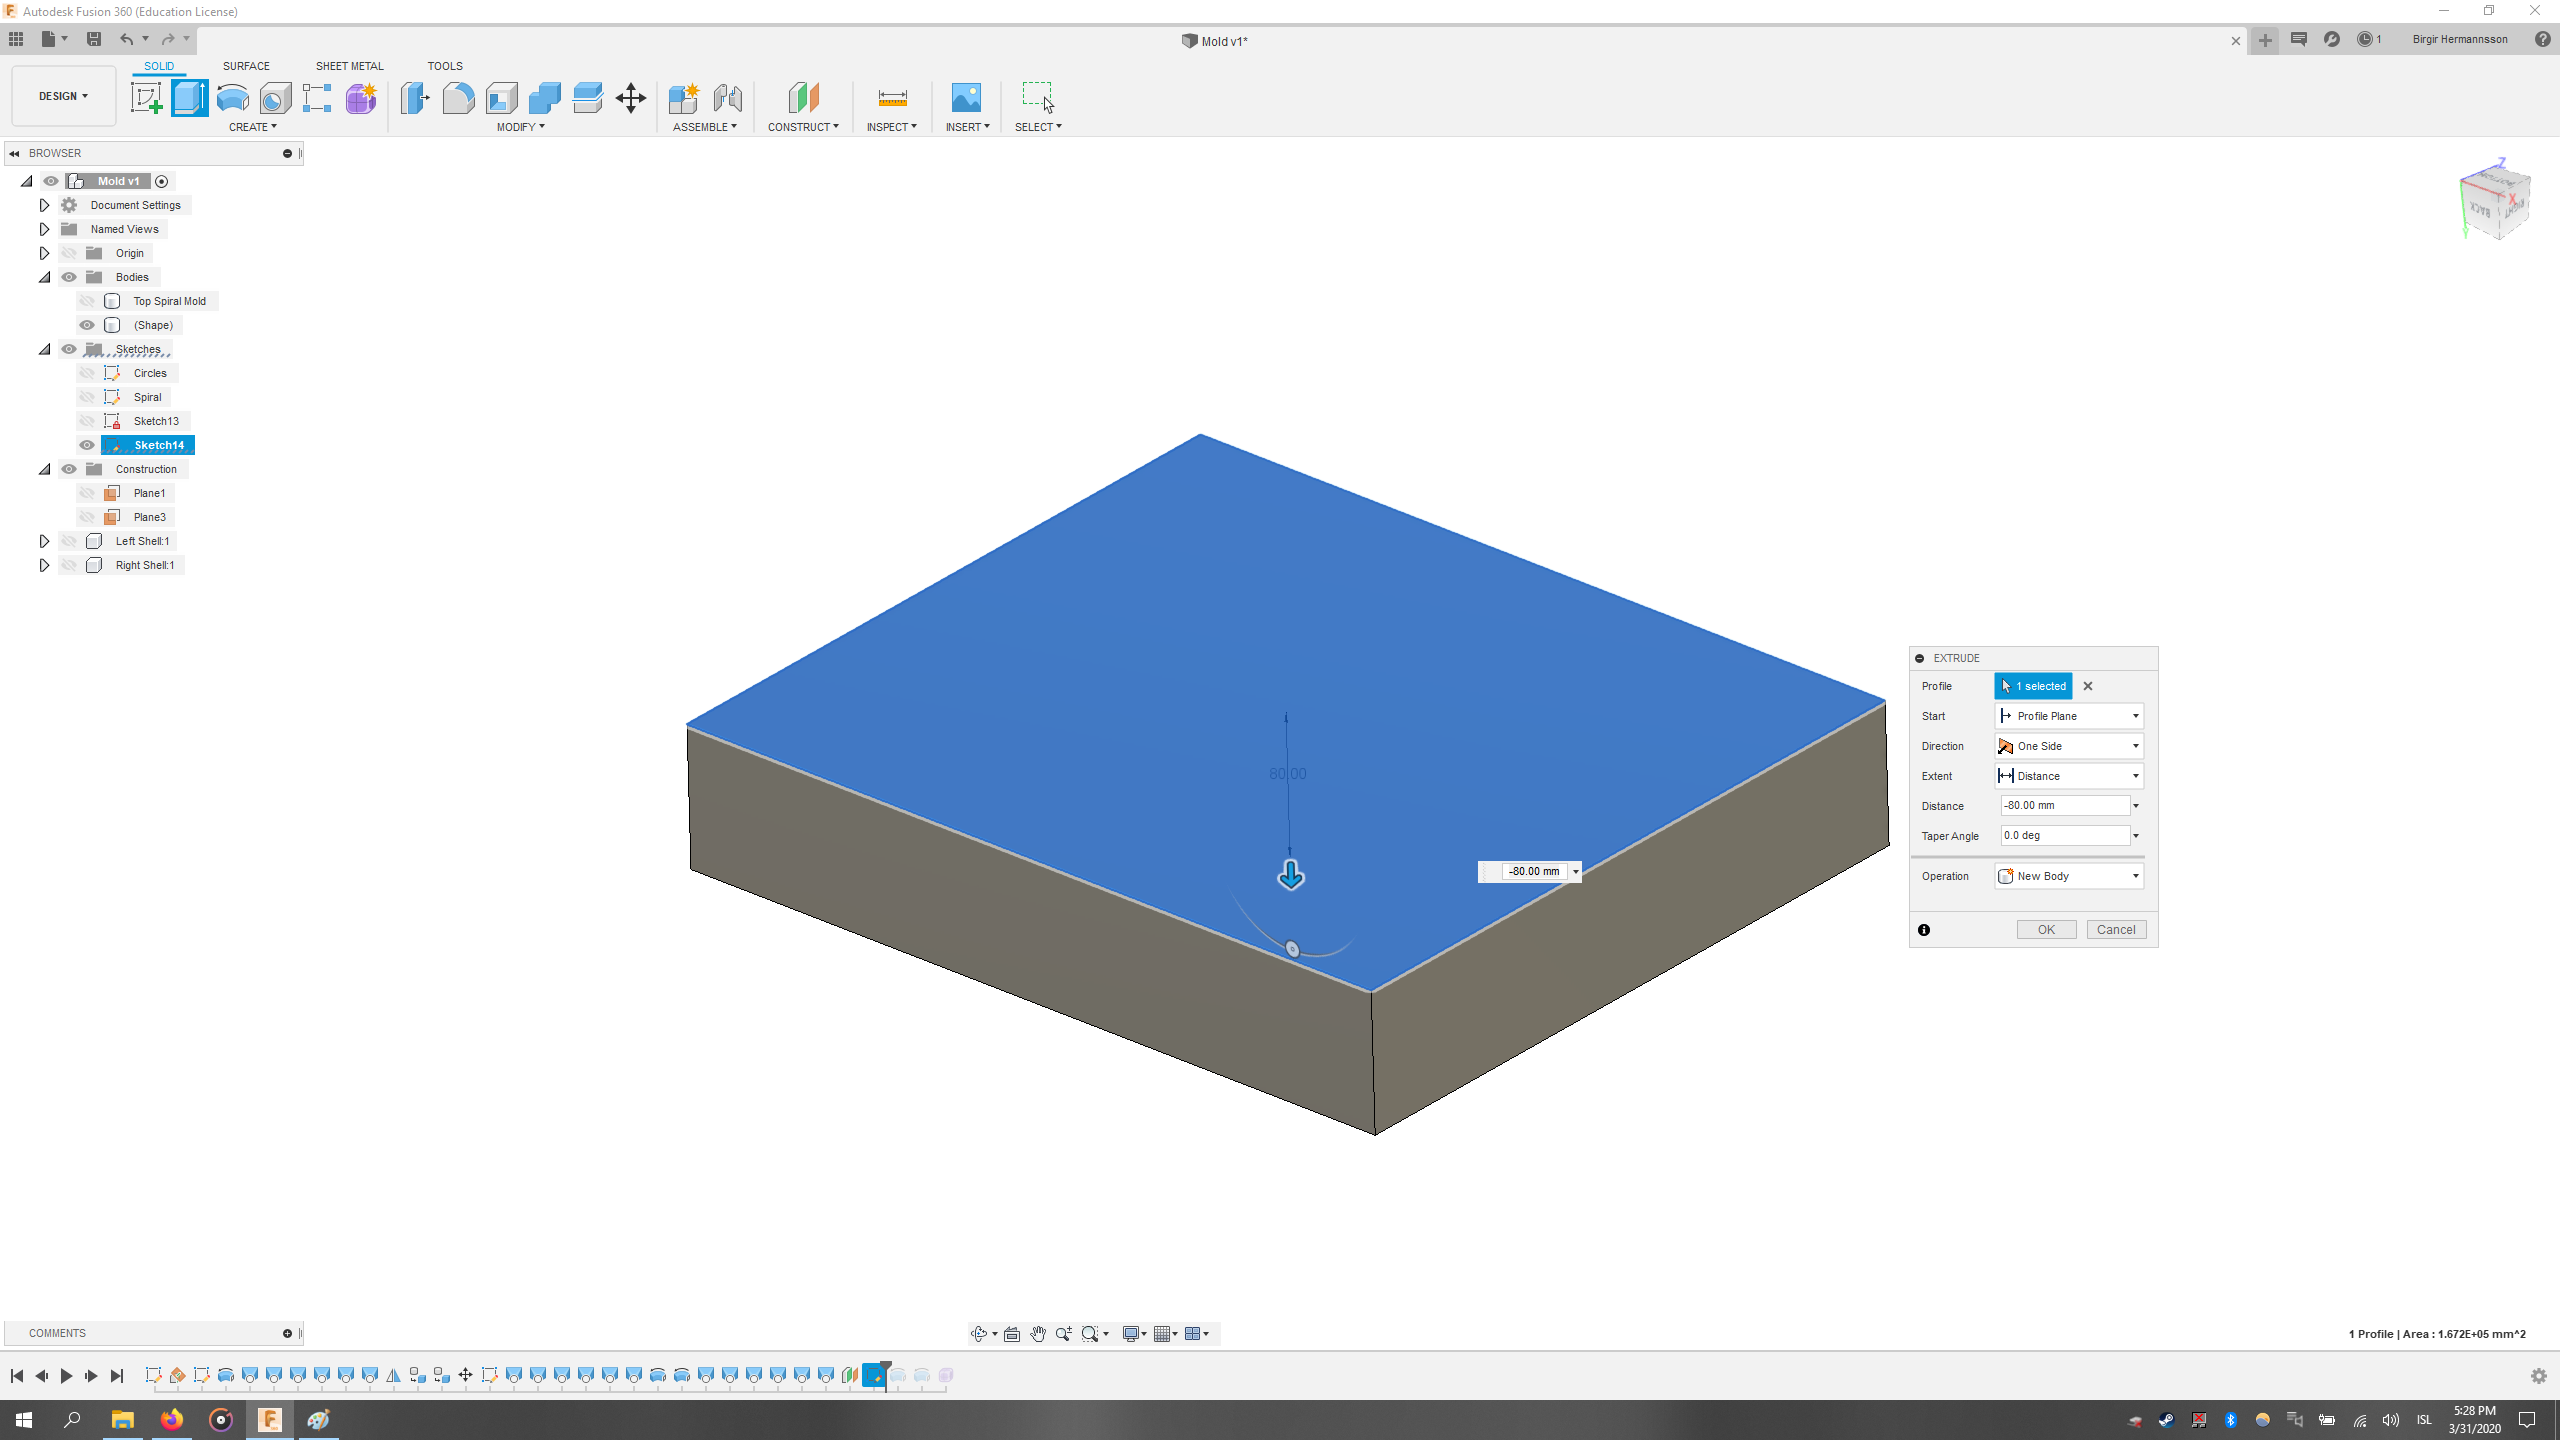 Autodesk Fusion 360 (Education License)
Mold v1*
1
Birgir Hermannsson
DESIGN
SOLID
SURFACE
SHEET METAL
TOOLS
CREATE
MODIFY
ASSEMBLE
CONSTRUCT
INSPECT
INSERT
SELECT
BROWSER
Mold v1
Document Settings
Named Views
Origin
Bodies
Top Spiral Mold
(Shape)
Sketches
Circles
Spiral
Sketch13
Sketch14
Construction
Plane1
Plane3
Left Shell:1
Right Shell:1
Z
BOTTOM
X
BACK
RIGHT
Y
80.00
-80.00 mm
EXTRUDE
Profile
1 selected
Start
Profile Plane
Direction
One Side
Extent
Distance
Distance
-80.00 mm
Taper Angle
0.0 deg
Operation
New Body
OK
Cancel
COMMENTS
1 Profile | Area : 1.672E+05 mm^2
ISL
5:28 PM
3/31/2020